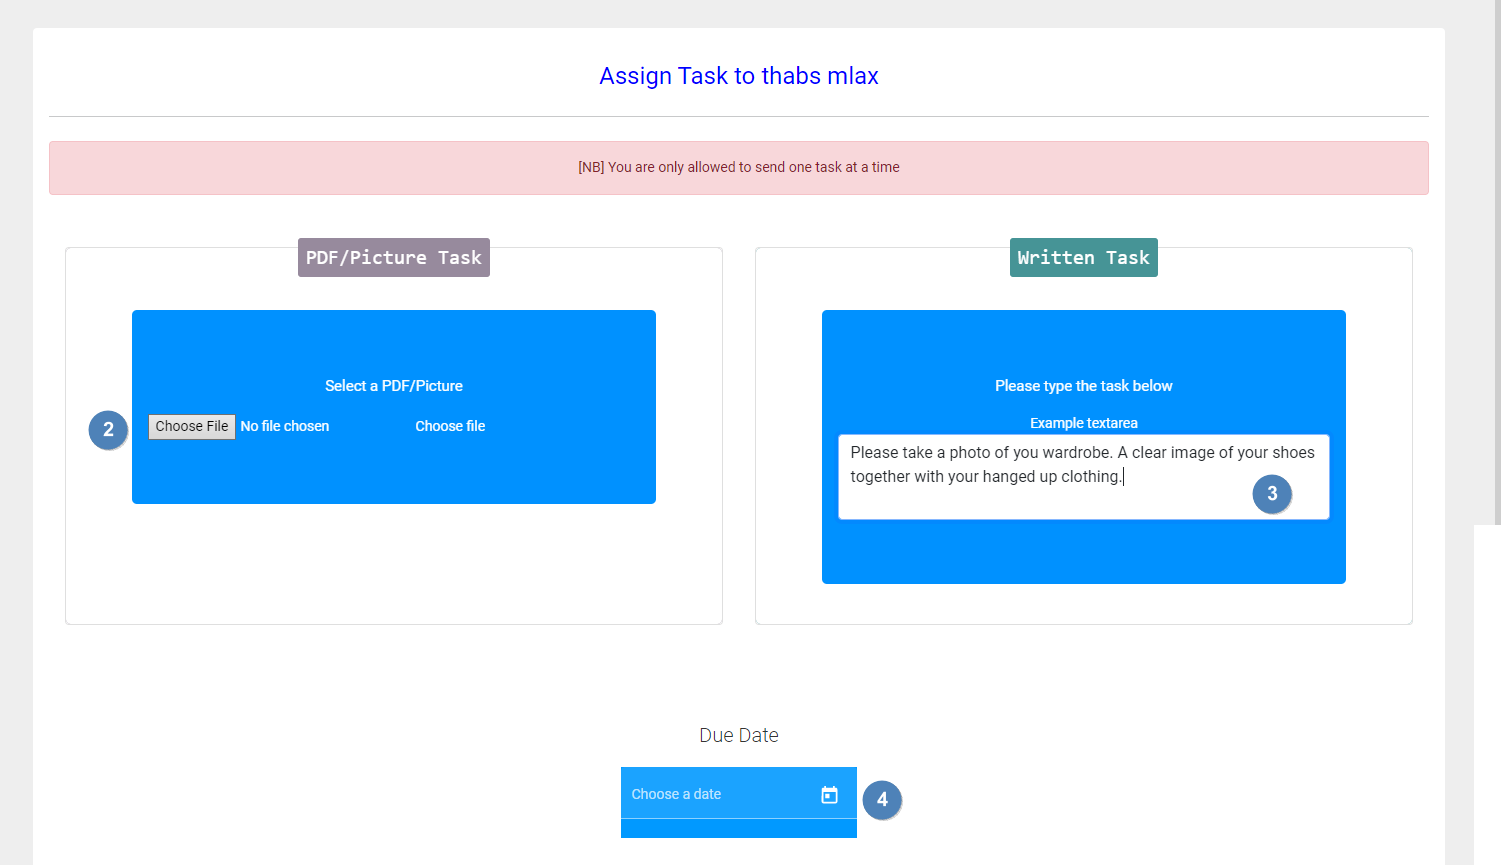 Assign Task to thabs mlax
[NB] You are only allowed to send one task at a time
PDF/Picture Task
Select a PDF/Picture
2
Choose File No file chosen Choose file
Written Task
Please type the task below
Example textarea
Please take a photo of you wardrobe. A clear image of your shoes
together with your hanged up clothing.
3
Due Date
Choose a date
4